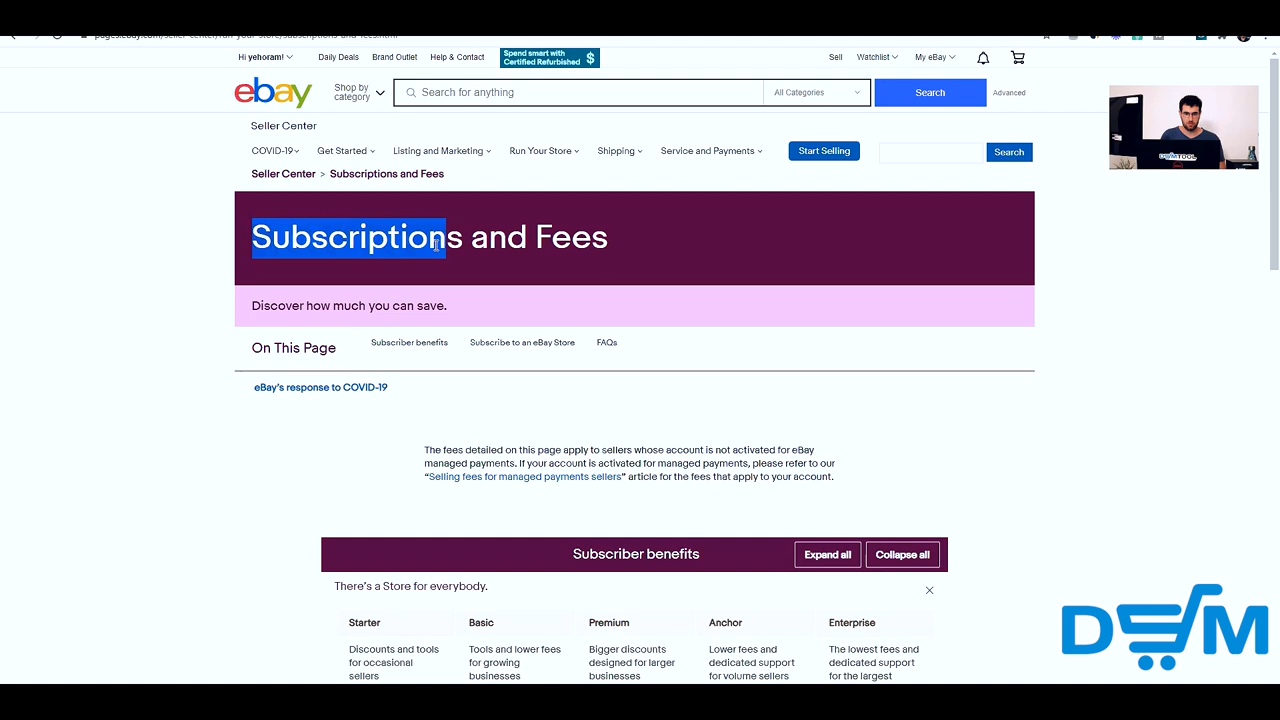 Hi yehoram! Daily Deals Brand Outlet Help & Contact Spend smart with Certified Refurbished $ Sell Watchlist My eBay
ebay Shop by category Search for anything All Categories Search Advanced
Seller Center
COVID-19 Get Started Listing and Marketing Run Your Store Shipping Service and Payments Start Selling Search
Seller Center > Subscriptions and Fees
Subscriptions and Fees
Discover how much you can save.
On This Page Subscriber benefits Subscribe to an eBay Store FAQs
eBay's response to COVID-19
The fees detailed on this page apply to sellers whose account is not activated for eBay
managed payments. If your account is activated for managed payments, please refer to our
“Selling fees for managed payments sellers” article for the fees that apply to your account.
Subscriber benefits Expand all Collapse all
There's a Store for everybody.
Starter Basic Premium Anchor Enterprise
Discounts and tools Tools and lower fees Bigger discounts Lower fees and The lowest fees and
for occasional for growing designed for larger dedicated support dedicated support
sellers businesses businesses for volume sellers for the largest
DSM